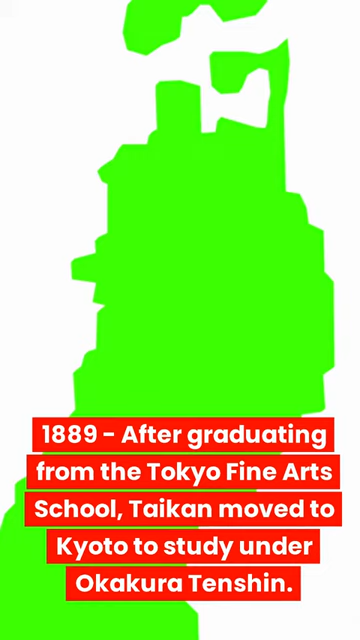 1889 - After graduating
from the Tokyo Fine Arts
School, Taikan moved to
Kyoto to study under
Okakura Tenshin.